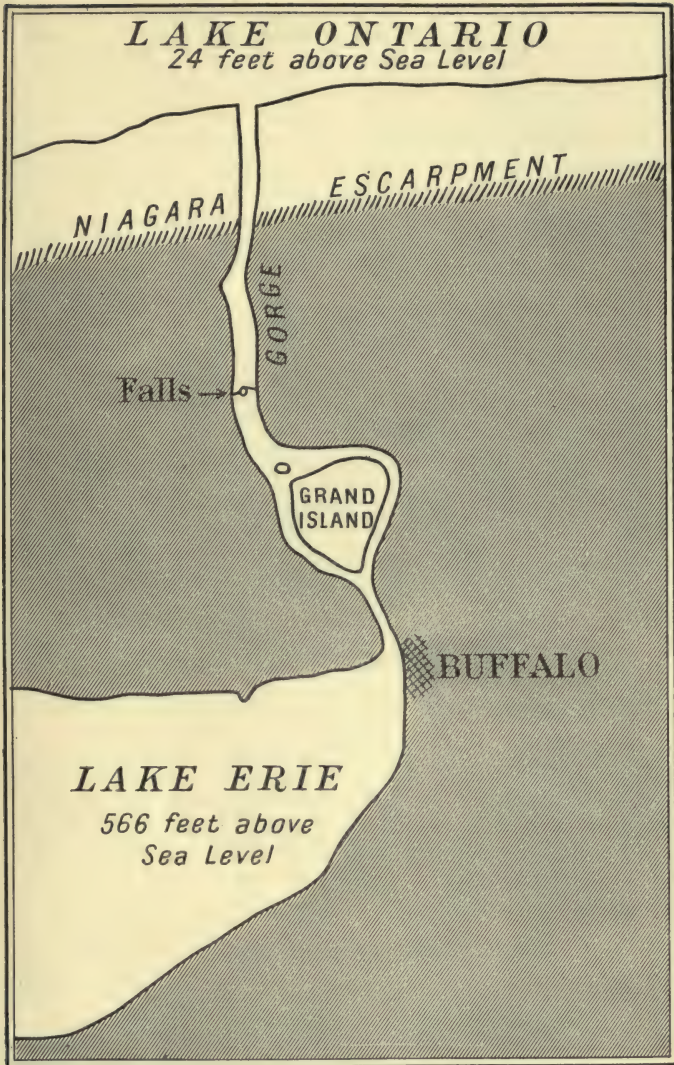 LAKE ONTARIO
24 feet above Sea Level
NIAGARA ESCARPMENT
GORGE
Falls
GRAND
ISLAND
BUFFALO
LAKE ERIE
566 feet above
Sea Level